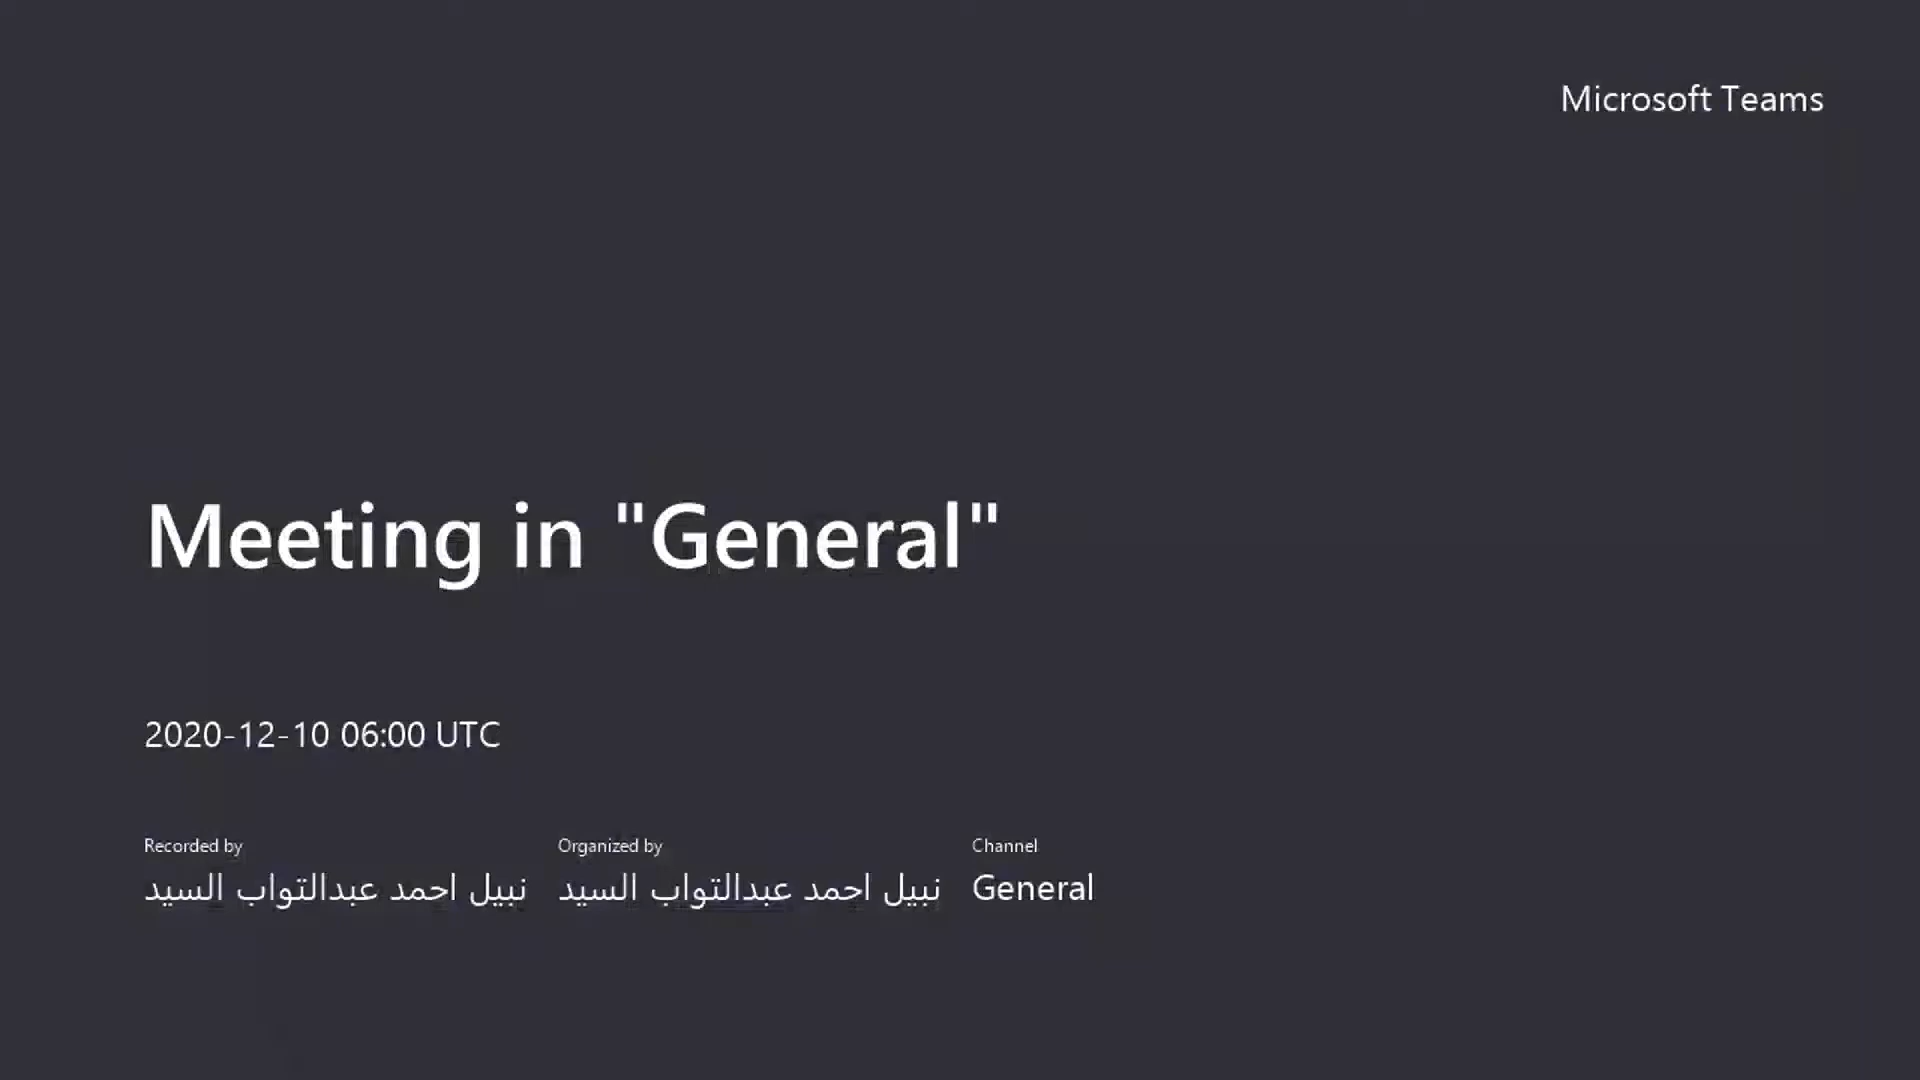 Microsoft Teams
Meeting in "General"
2020-12-10 06:00 UTC
Recorded by
نبيل احمد عبدالتواب السيد
Organized by
نبيل احمد عبدالتواب السيد
Channel
General